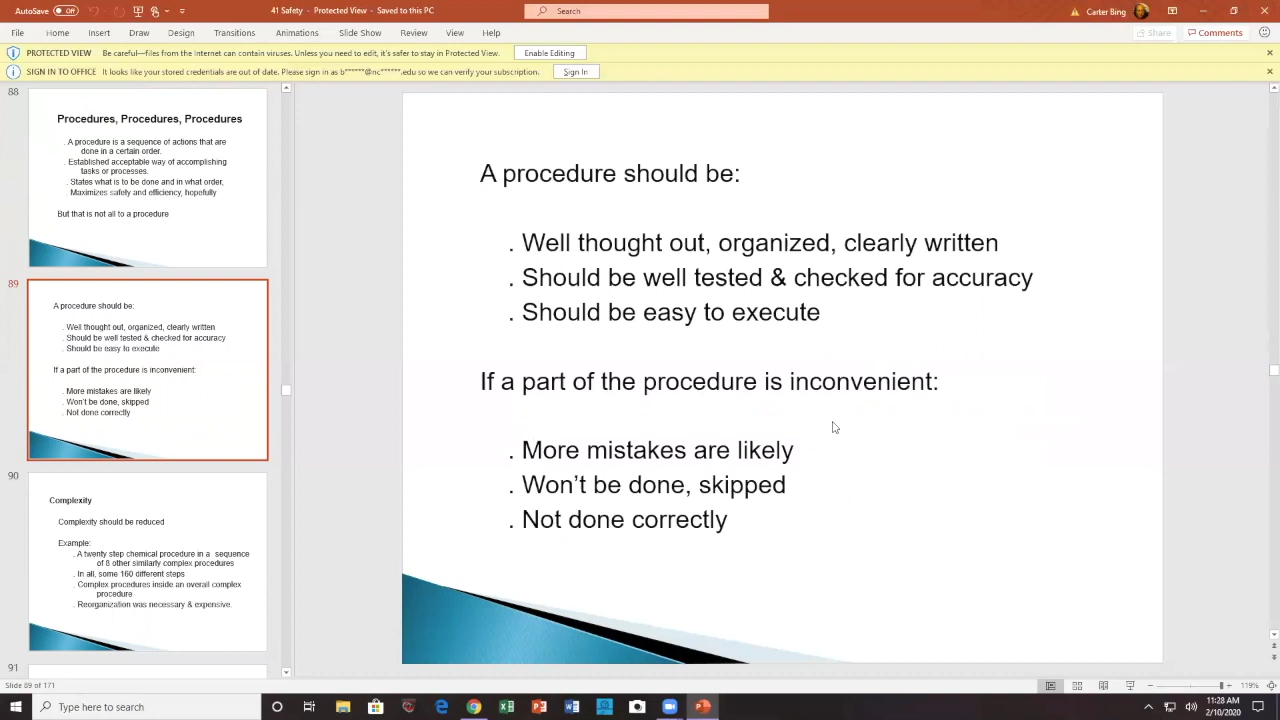 AutoSave Off
41 Safety - Protected View - Saved to this PC
Search
Carter Bing
File Home Insert Draw Design Transitions Animations Slide Show Review View Help
Share Comments
PROTECTED VIEW Be careful—files from the Internet can contain viruses. Unless you need to edit, it's safer to stay in Protected View. Enable Editing
SIGN IN TO OFFICE It looks like your stored credentials are out of date. Please sign in as b******@nc******.edu so we can verify your subscription. Sign In
88
Procedures, Procedures, Procedures
. A procedure is a sequence of actions that are
done in a certain order.
. Established acceptable way of accomplishing
tasks or processes.
. States what is to be done and in what order,
. Maximizes safety and efficiency, hopefully
But that is not all to a procedure
89
A procedure should be:
. Well thought out, organized, clearly written
. Should be well tested & checked for accuracy
. Should be easy to execute
If a part of the procedure is inconvenient:
. More mistakes are likely
. Won't be done, skipped
. Not done correctly
90
Complexity
Complexity should be reduced
Example:
. A twenty step chemical procedure in a sequence
of 8 other similarly complex procedures
. In all, some 160 different steps
. Complex procedures inside an overall complex
procedure
. Reorganization was necessary & expensive.
91
A procedure should be:
. Well thought out, organized, clearly written
. Should be well tested & checked for accuracy
. Should be easy to execute
If a part of the procedure is inconvenient:
. More mistakes are likely
. Won't be done, skipped
. Not done correctly
Slide 89 of 171
119%
Type here to search
11:28 AM
2/10/2020